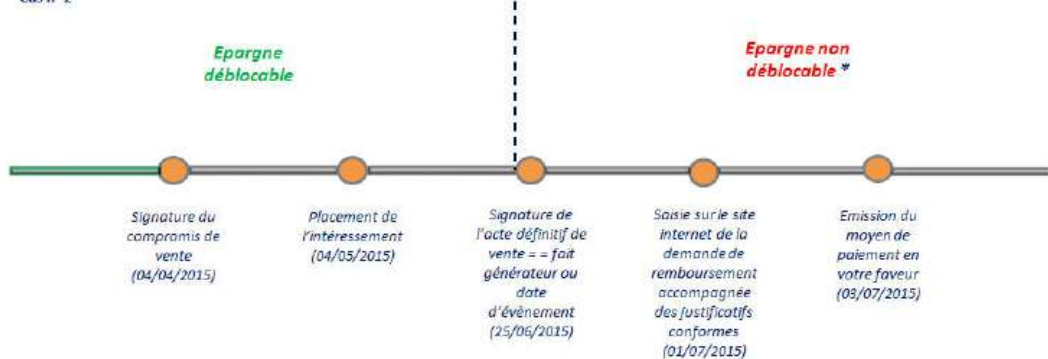 Epargne
déblocable
Epargne non
déblocable *
Signature du
compromis de
vente
(04/04/2015)
Placement de
l'intéressement
(04/05/2015)
Signature de
l'acte définitif de
vente = = fait
générateur ou
date
d'évènement
(25/06/2015)
Saisie sur le site
internet de la
demande de
remboursement
accompagnée
des justificatifs
conformes
(01/07/2015)
Emission du
moyen de
paiement en
votre faveur
(03/07/2015)